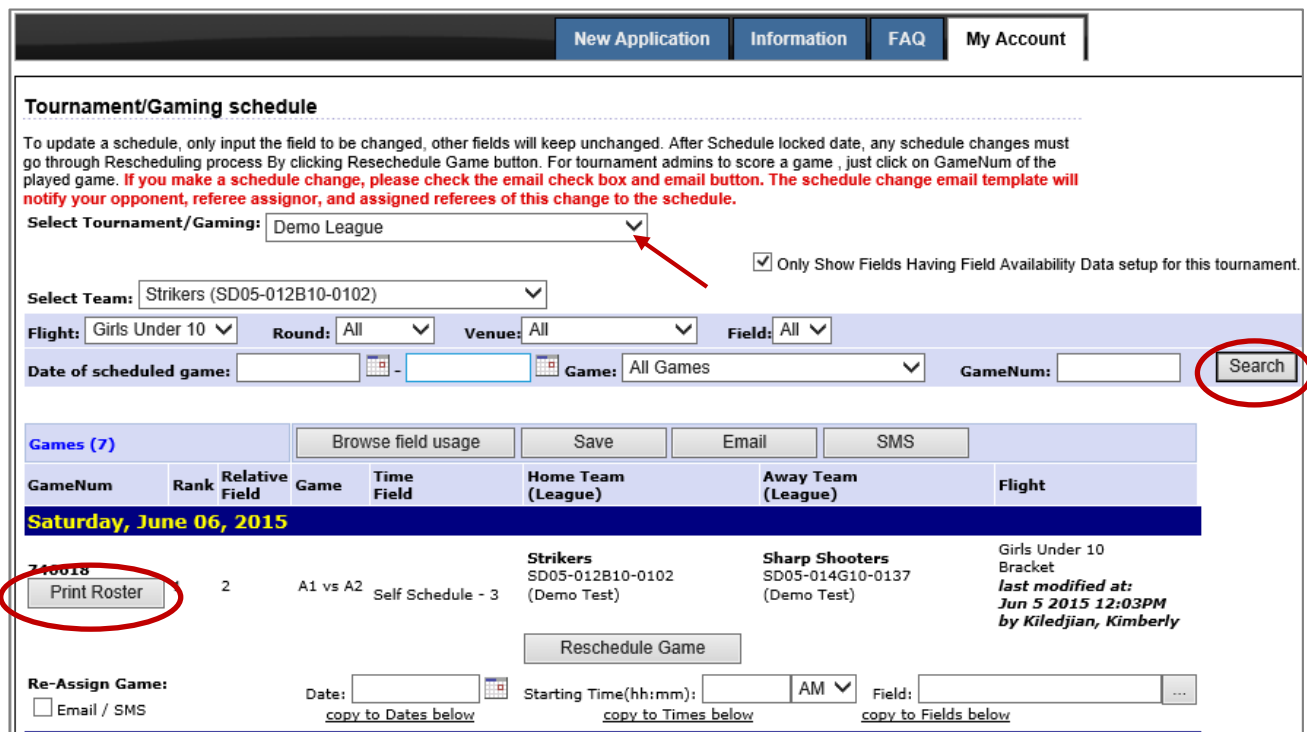 New Application Information FAQ My Account
Tournament/Gaming schedule
To update a schedule, only input the field to be changed, other fields will keep unchanged. After Schedule locked date, any schedule changes must
go through Rescheduling process By clicking Resechedule Game button. For tournament admins to score a game , just click on GameNum of the
played game. If you make a schedule change, please check the email check box and email button. The schedule change email template will
notify your opponent, referee assignor, and assigned referees of this change to the schedule.
Select Tournament/Gaming: Demo League
Only Show Fields Having Field Availability Data setup for this tournament.
Select Team: Strikers (SD05-012B10-0102)
Flight: Girls Under 10 Round: All Venue: All Field: All
Date of scheduled game: - Game: All Games GameNum: Search
Games (7) Browse field usage Save Email SMS
GameNum Rank Relative Field Game Time Field Home Team (League) Away Team (League) Flight
Saturday, June 06, 2015
740618
Print Roster 2 A1 vs A2 Self Schedule - 3
Strikers
SD05-012B10-0102
(Demo Test)
Sharp Shooters
SD05-014G10-0137
(Demo Test)
Girls Under 10
Bracket
last modified at:
Jun 5 2015 12:03PM
by Kiledjian, Kimberly
Reschedule Game
Re-Assign Game:
Email / SMS
Date: Starting Time(hh:mm): AM Field: ...
copy to Dates below copy to Times below copy to Fields below